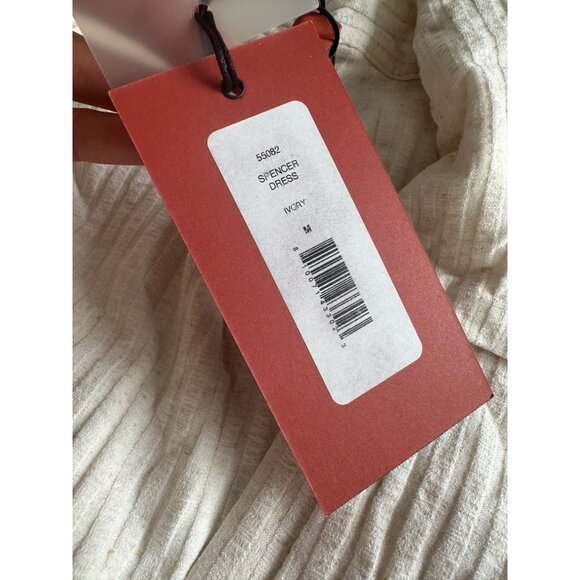 55082
SPENCER
DRESS
IVORY
M